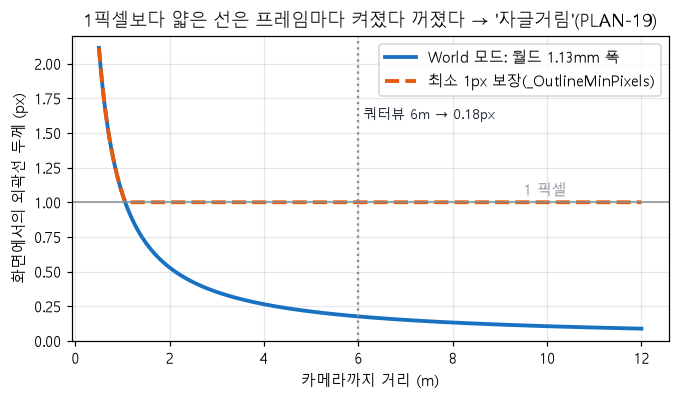 1픽셀보다 얇은 선은 프레임마다 켜졌다 꺼졌다 → '자글거림'(PLAN-19)
World 모드: 월드 1.13mm 폭
최소 1px 보장(_OutlineMinPixels)
쿼터뷰 6m → 0.18px
1 픽셀
화면에서의 외곽선 두께 (px)
2.00
1.75
1.50
1.25
1.00
0.75
0.50
0.25
0.00
0 2 4 6 8 10 12
카메라까지 거리 (m)